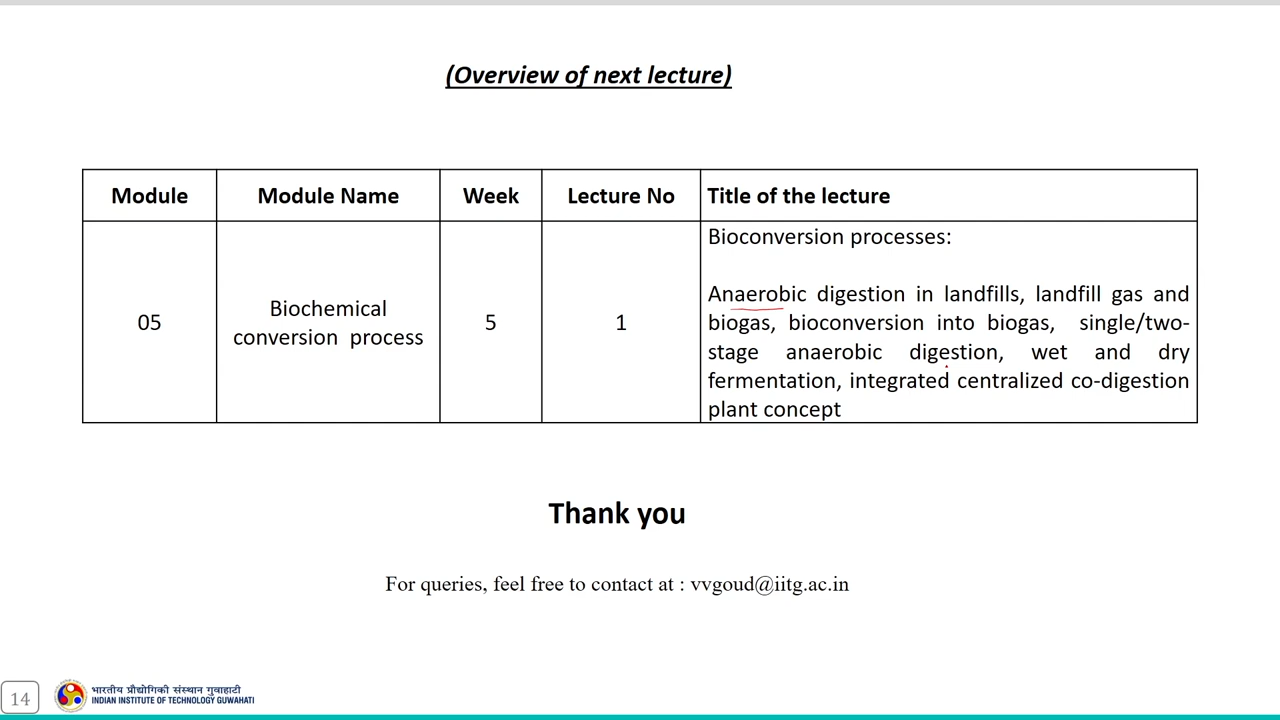 (Overview of next lecture)
Module
Module Name
Week
Lecture No
Title of the lecture
05
Biochemical
conversion process
5
1
Bioconversion processes:
Anaerobic digestion in landfills, landfill gas and
biogas, bioconversion into biogas, single/two-
stage anaerobic digestion, wet and dry
fermentation, integrated centralized co-digestion
plant concept
Thank you
For queries, feel free to contact at : vvgoud@iitg.ac.in
14
भारतीय प्रौद्योगिकी संस्थान गुवाहाटी
INDIAN INSTITUTE OF TECHNOLOGY GUWAHATI